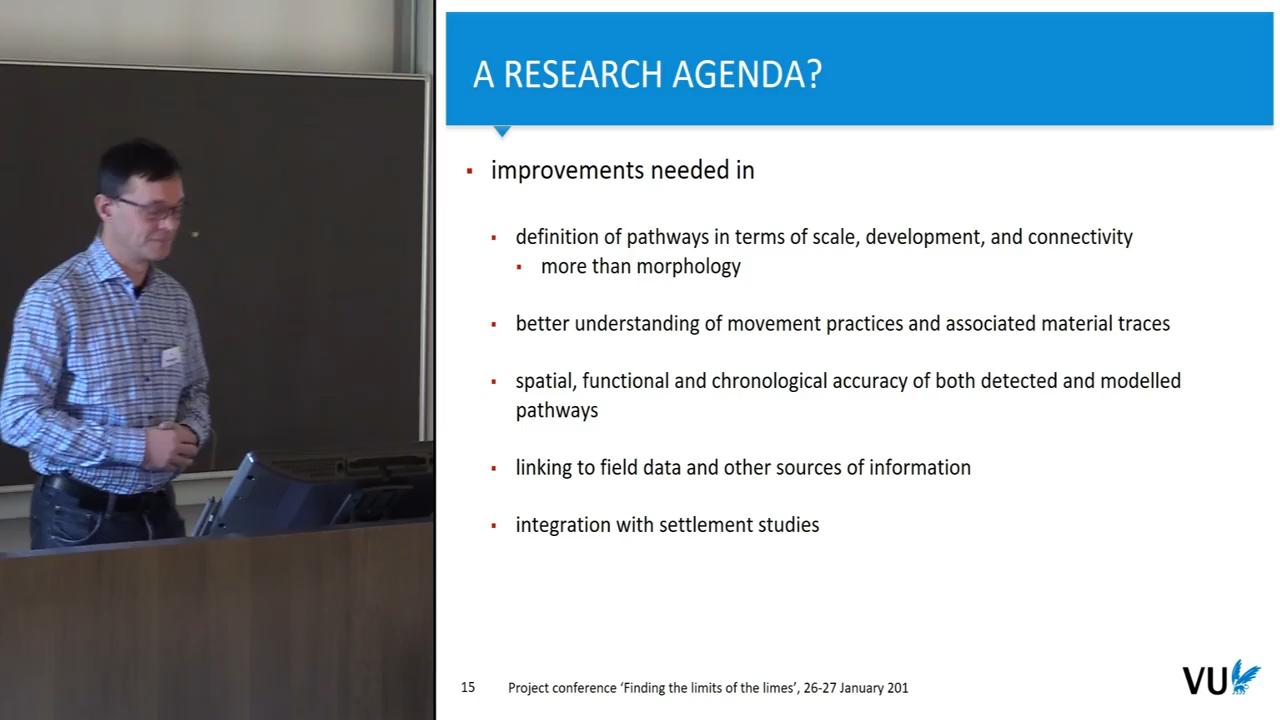 A RESEARCH AGENDA?
improvements needed in
definition of pathways in terms of scale, development, and connectivity
more than morphology
better understanding of movement practices and associated material traces
spatial, functional and chronological accuracy of both detected and modelled
pathways
linking to field data and other sources of information
integration with settlement studies
15 Project conference ‘Finding the limits of the limes’, 26-27 January 201
VU